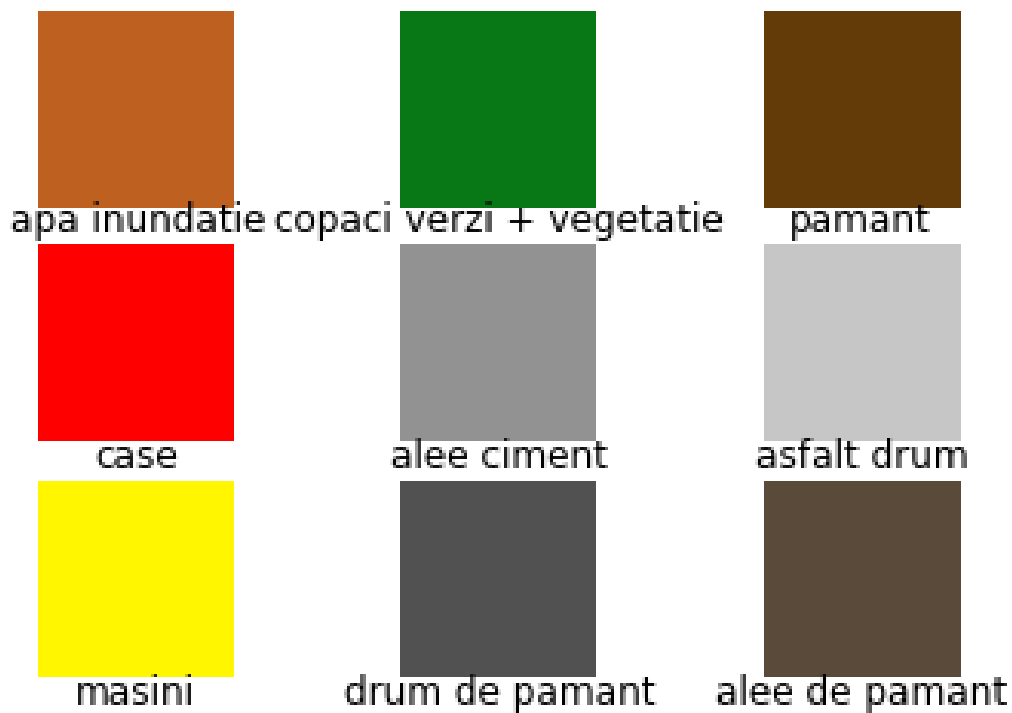 apa inundatie
copaci verzi + vegetatie
pamant
case
alee ciment
asfalt drum
masini
drum de pamant
alee de pamant